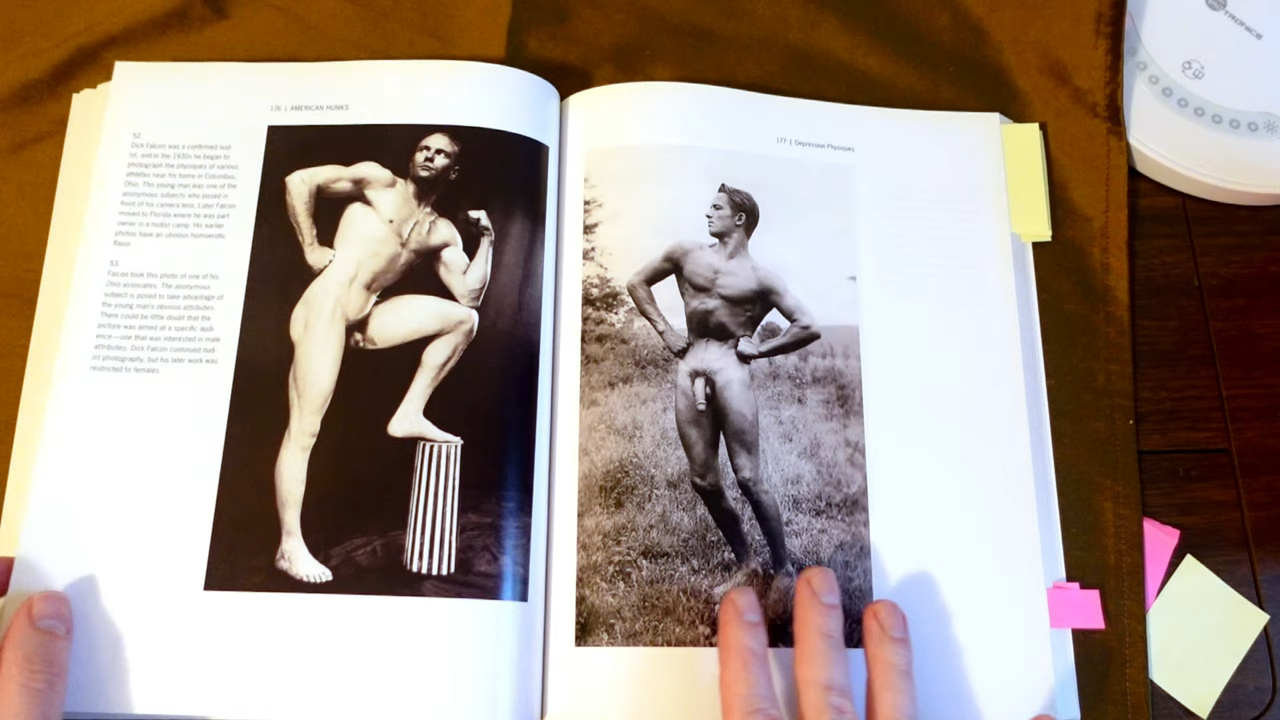 176 | AMERICAN HUNKS
52.
Dick Falcon was a confirmed nud-
ist, and in the 1930s he began to
photograph the physiques of various
athletes near his home in Columbus,
Ohio. This young man was one of the
anonymous subjects who posed in
front of his camera lens. Later Falcon
moved to Florida where he was part
owner in a nudist camp. His earlier
photos have an obvious homoerotic
flavor.
53.
Falcon took this photo of one of his
Ohio associates. The anonymous
subject is posed to take advantage of
the young man's obvious attributes.
There could be little doubt that the
picture was aimed at a specific audi-
ence—one that was interested in male
attributes. Dick Falcon continued nud-
ist photography, but his later work was
restricted to females.
177 | Depression Physiques
TRONICS